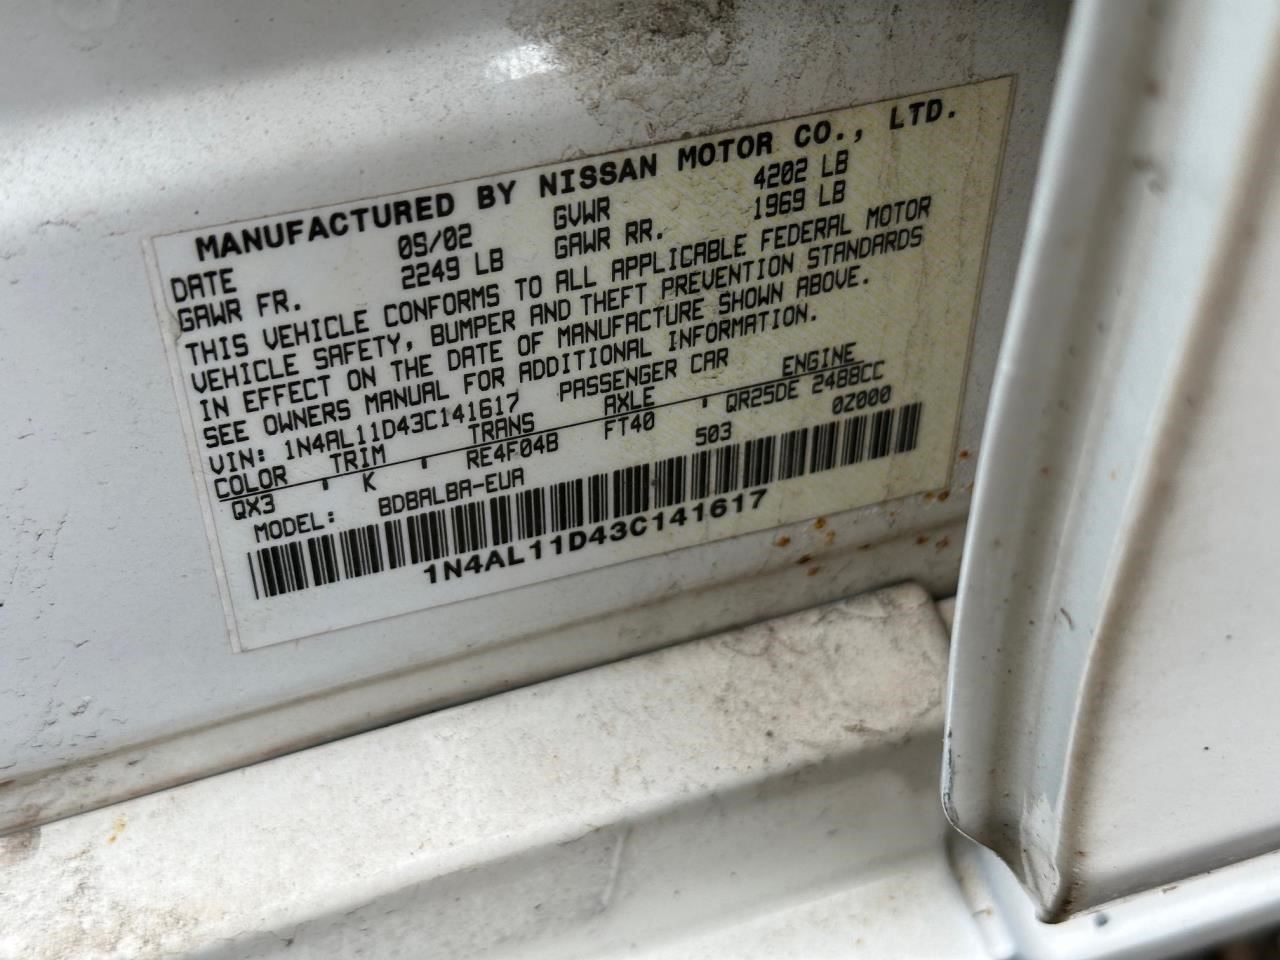 MANUFACTURED BY NISSAN MOTOR CO., LTD.
DATE 09/02 GVWR 4202 LB
GAWR FR. 2249 LB GAWR RR. 1969 LB
THIS VEHICLE CONFORMS TO ALL APPLICABLE FEDERAL MOTOR
VEHICLE SAFETY, BUMPER AND THEFT PREVENTION STANDARDS
IN EFFECT ON THE DATE OF MANUFACTURE SHOWN ABOVE.
SEE OWNERS MANUAL FOR ADDITIONAL INFORMATION.
VIN: 1N4AL11D43C141617 PASSENGER CAR
COLOR TRIM TRANS AXLE ENGINE
QX3 K RE4F04B FT40 QR25DE 2488CC
MODEL: BDBALBA-EUA 503 0Z000
1N4AL11D43C141617